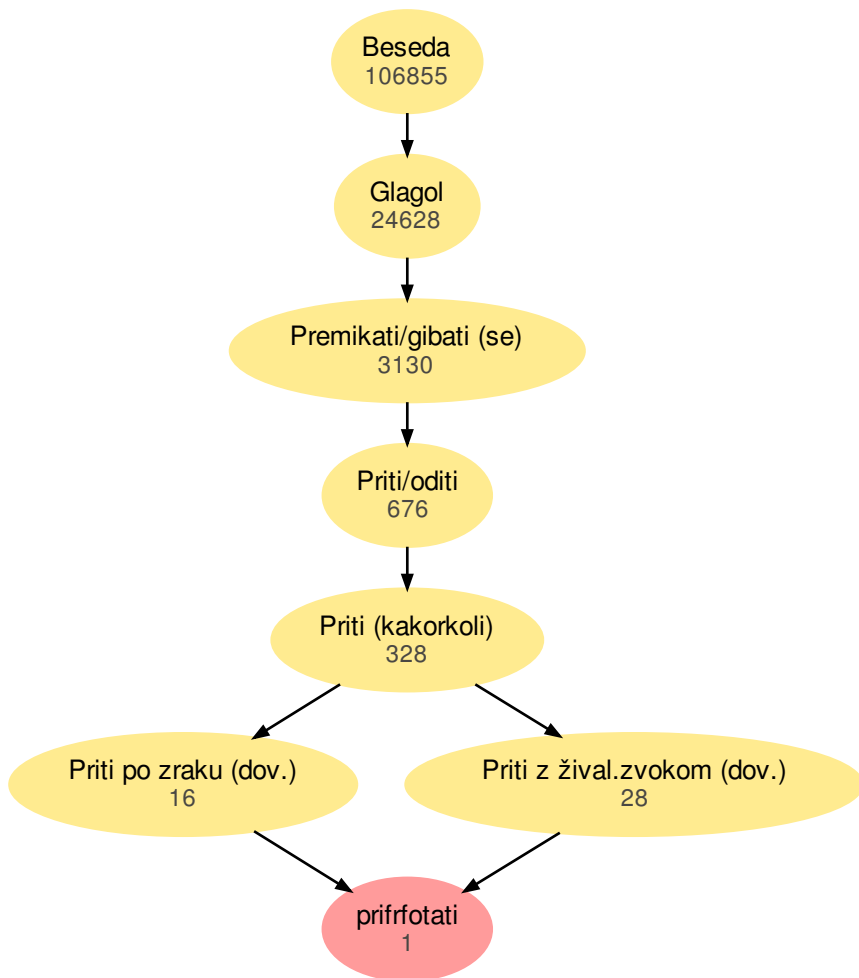 Beseda
106855
Glagol
24628
Premikati/gibati (se)
3130
Priti/oditi
676
Priti (kakorkoli)
328
Priti po zraku (dov.)
16
Priti z žival.zvokom (dov.)
28
prifrfotati
1